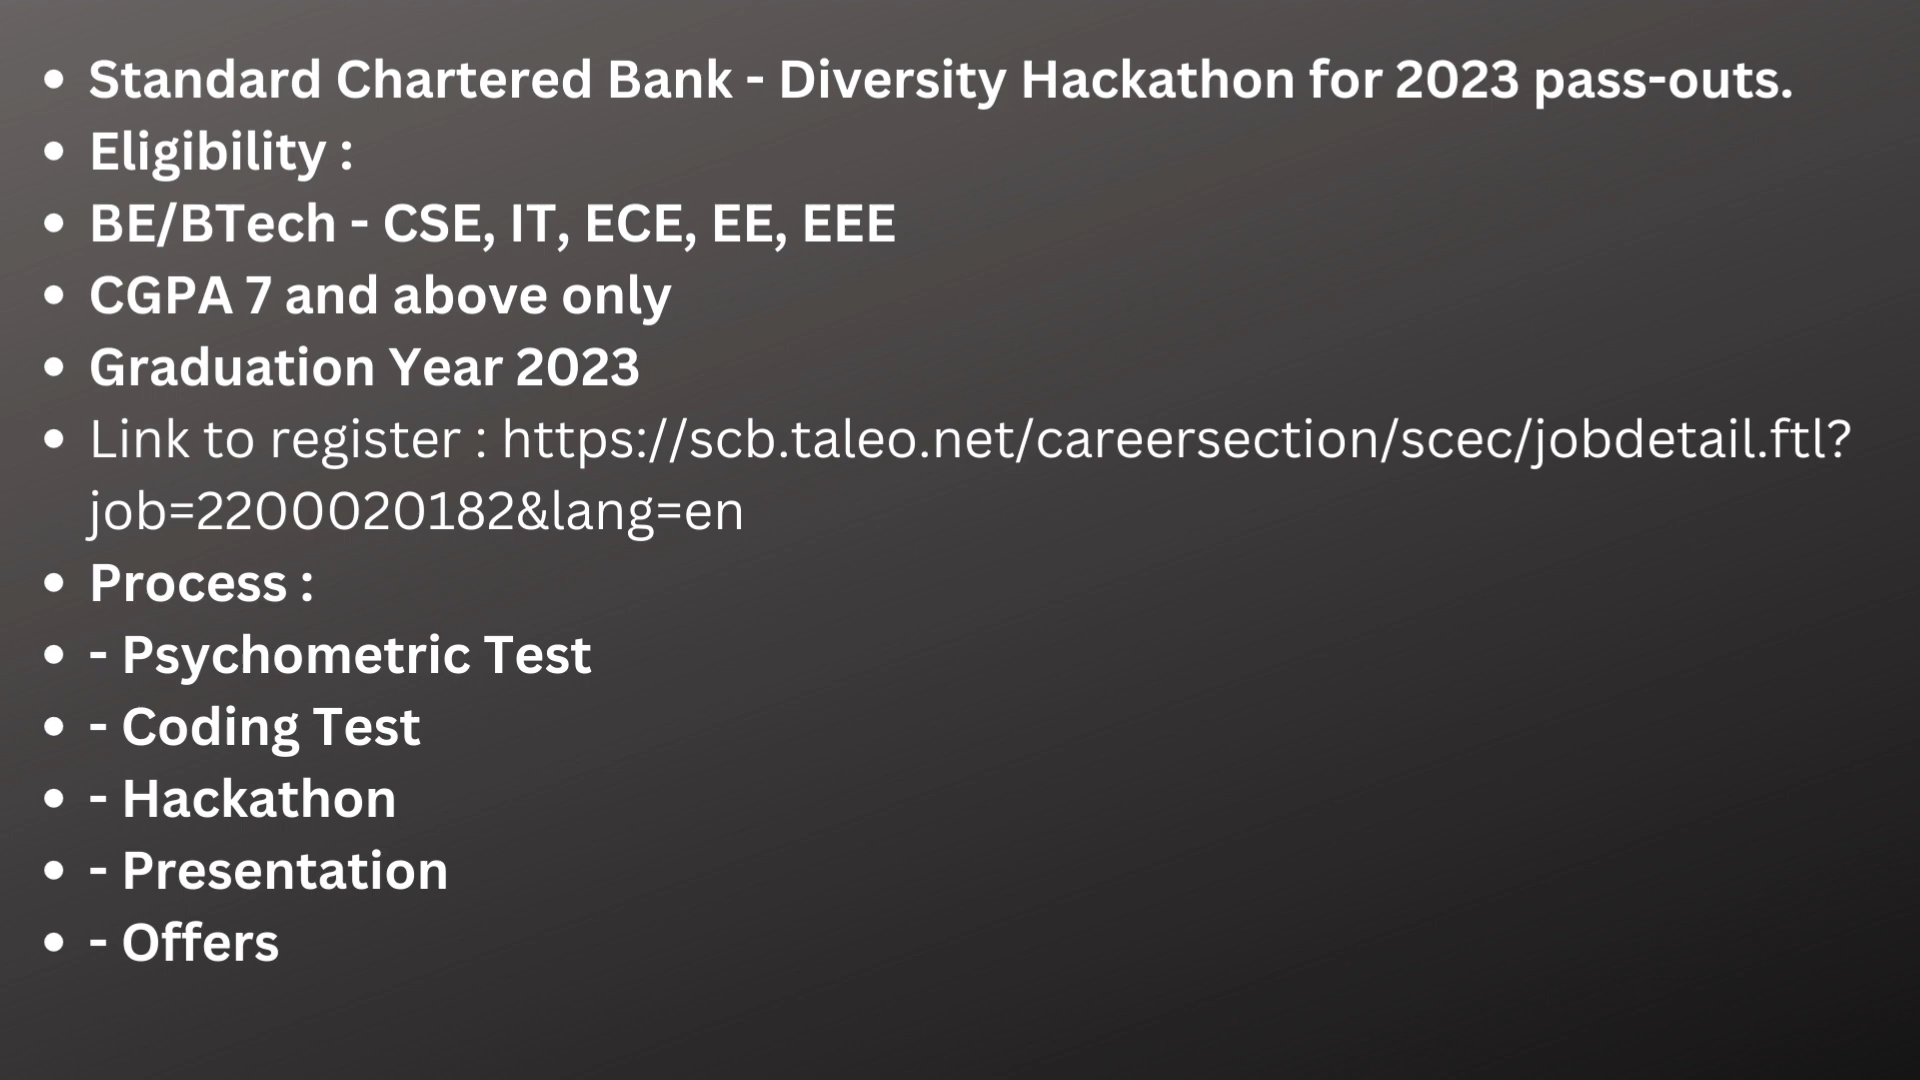 • Standard Chartered Bank - Diversity Hackathon for 2023 pass-outs.
• Eligibility :
• BE/BTech - CSE, IT, ECE, EE, EEE
• CGPA 7 and above only
• Graduation Year 2023
• Link to register : https://scb.taleo.net/careersection/scec/jobdetail.ftl?
job=2200020182&lang=en
• Process :
• - Psychometric Test
• - Coding Test
• - Hackathon
• - Presentation
• - Offers